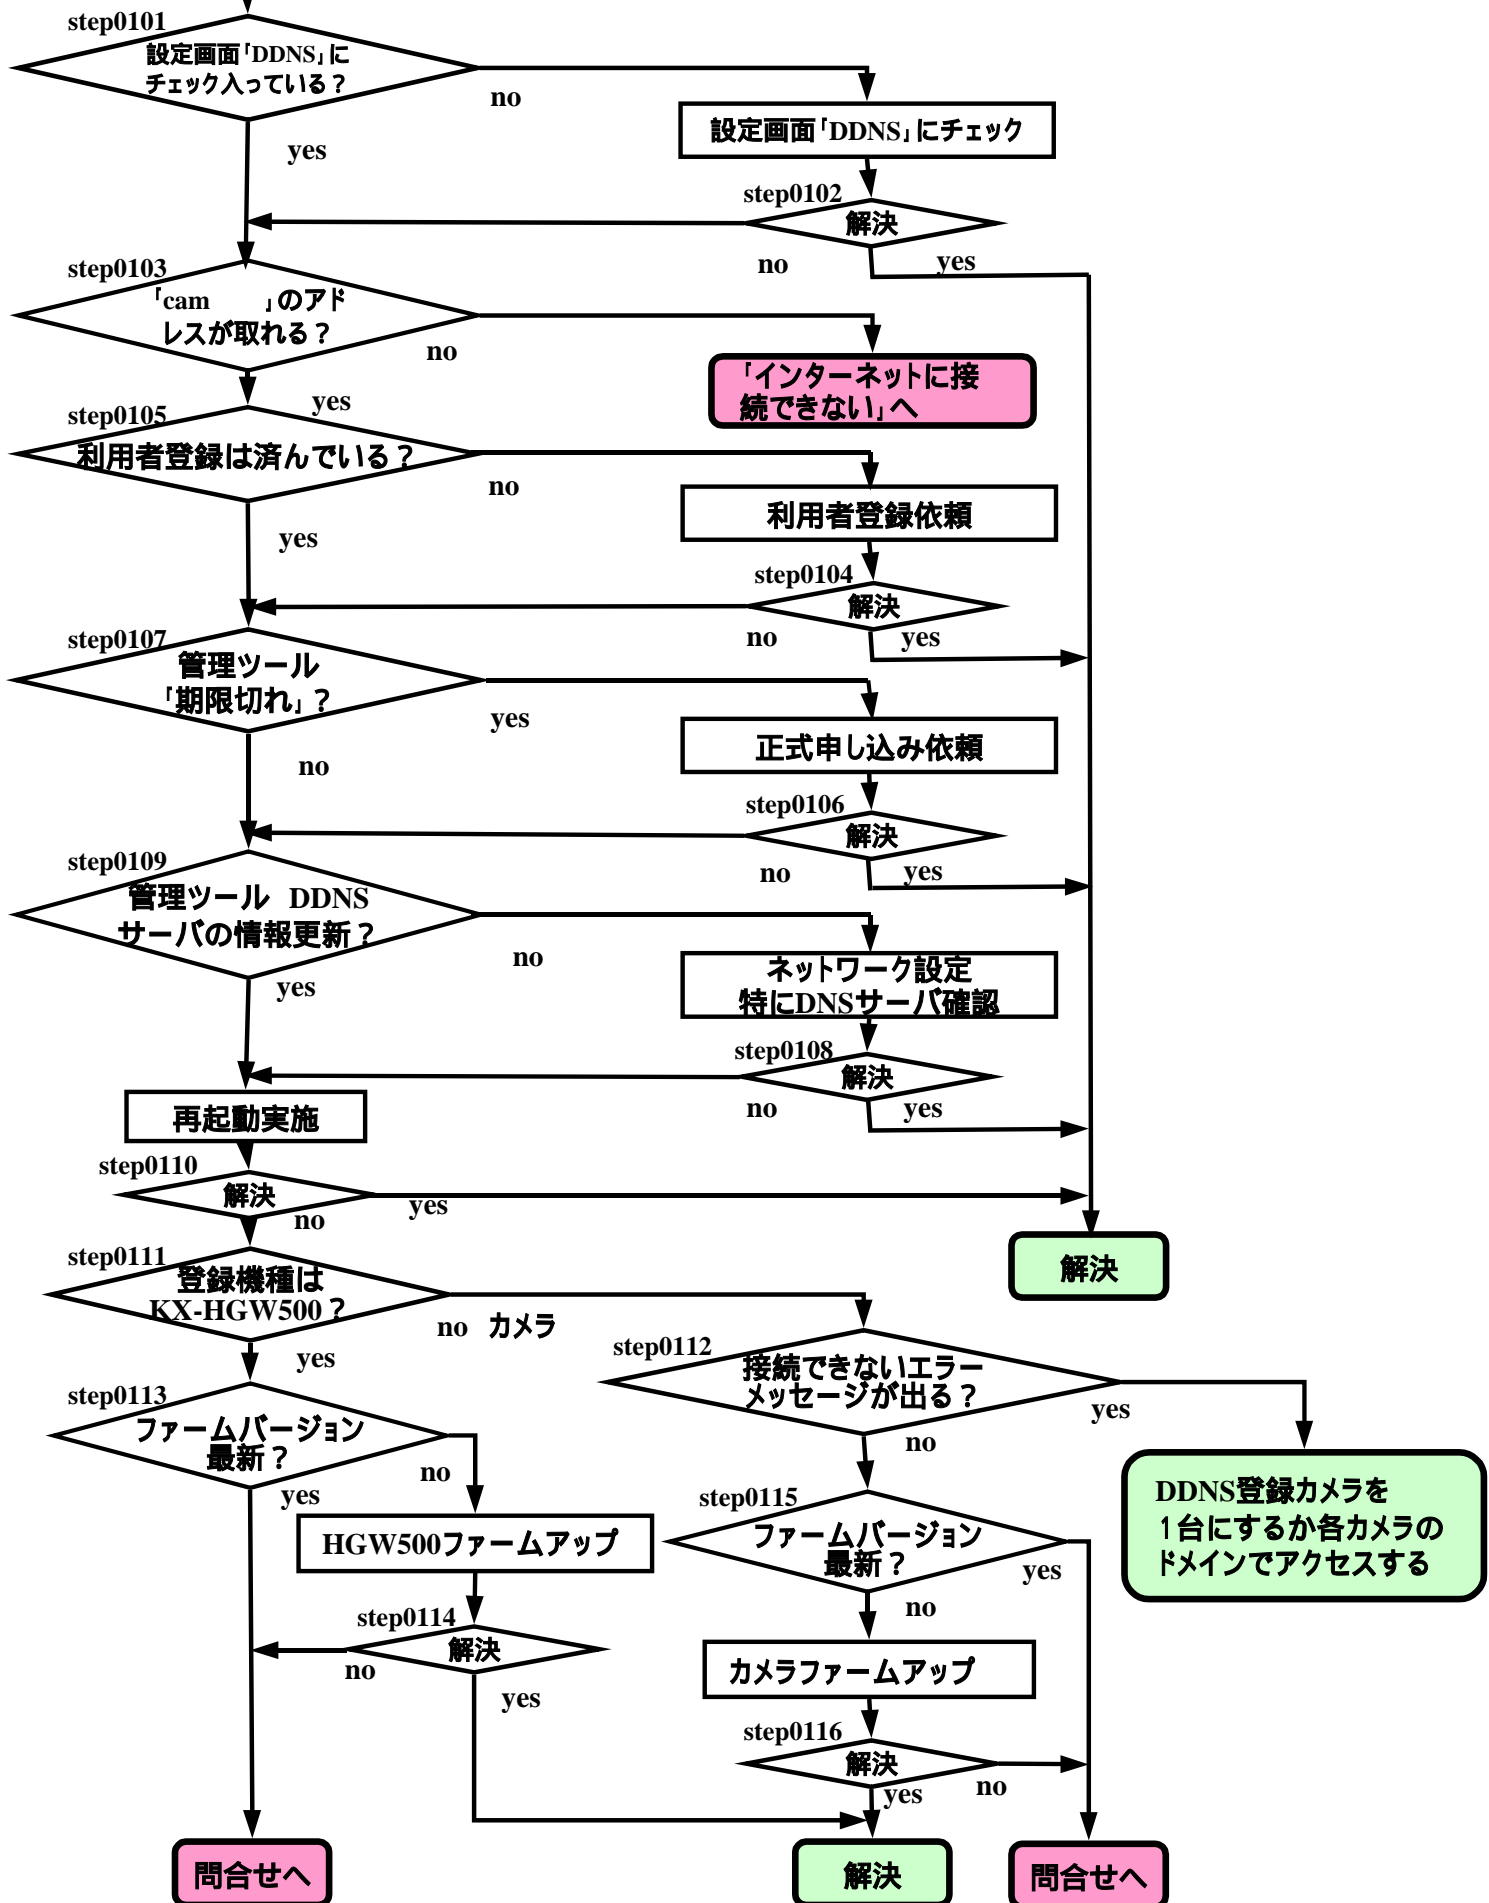 step0101
設定画面「DDNS」に
チェック入っている？
no
yes
設定画面「DDNS」にチェック
step0102
解決
no
yes
step0103
「cam　　」のアド
レスが取れる？
no
yes
「インターネットに接
続できない」へ
step0105
利用者登録は済んでいる？
no
yes
利用者登録依頼
step0104
解決
no
yes
step0107
管理ツール
「期限切れ」？
yes
no
正式申し込み依頼
step0106
解決
no
yes
step0109
管理ツール DDNS
サーバの情報更新？
no
yes
ネットワーク設定
特にDNSサーバ確認
step0108
解決
no
yes
再起動実施
step0110
解決
no
yes
解決
step0111
登録機種は
KX-HGW500？
no カメラ
yes
step0112
接続できないエラー
メッセージが出る？
yes
no
DDNS登録カメラを
1台にするか各カメラの
ドメインでアクセスする
step0113
ファームバージョン
最新？
no
yes
HGW500ファームアップ
step0114
解決
no
yes
step0115
ファームバージョン
最新？
yes
no
カメラファームアップ
step0116
解決
yes
no
問合せへ
解決
問合せへ